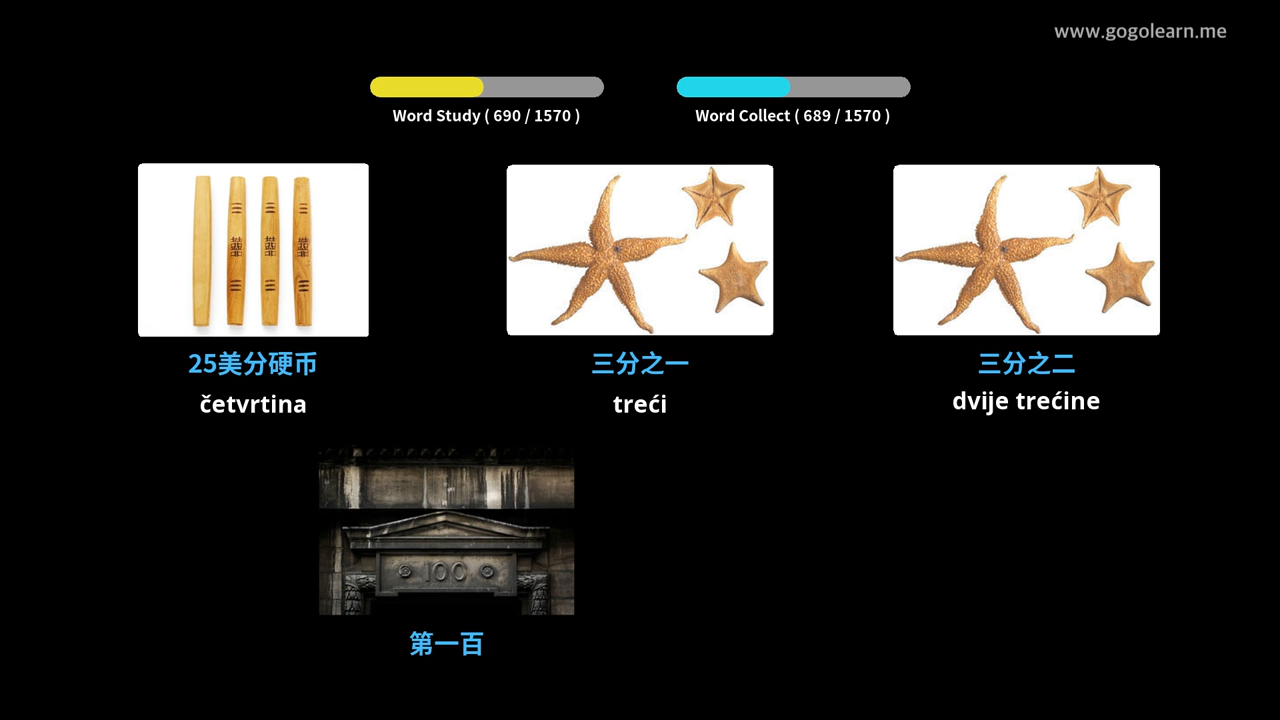 www.gogolearn.me
Word Study ( 690 / 1570 )
Word Collect ( 689 / 1570 )
25美分硬币
三分之一
三分之二
četvrtina
treći
dvije trećine
100
第一百